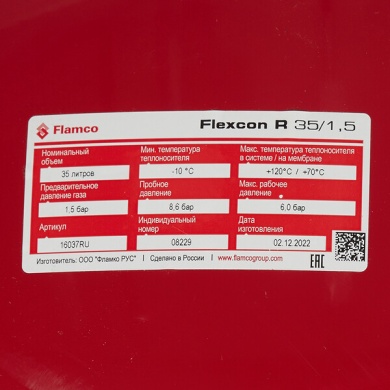 Flamco
Flexcon R 35/1,5
Номинальный объем
Мин. температура теплоносителя
Макс. температура теплоносителя в системе / на мембране
35 литров
-10 °C
+120°C / +70°C
Предварительное давление газа
Пробное давление
Макс. рабочее давление
1,5 бар
8,6 бар
6,0 бар
Артикул
Индивидуальный номер
Дата изготовления
16037RU
08229
02.12.2022
Изготовитель: ООО "Фламко РУС" | Сделано в России | www.flamcogroup.com
EAC